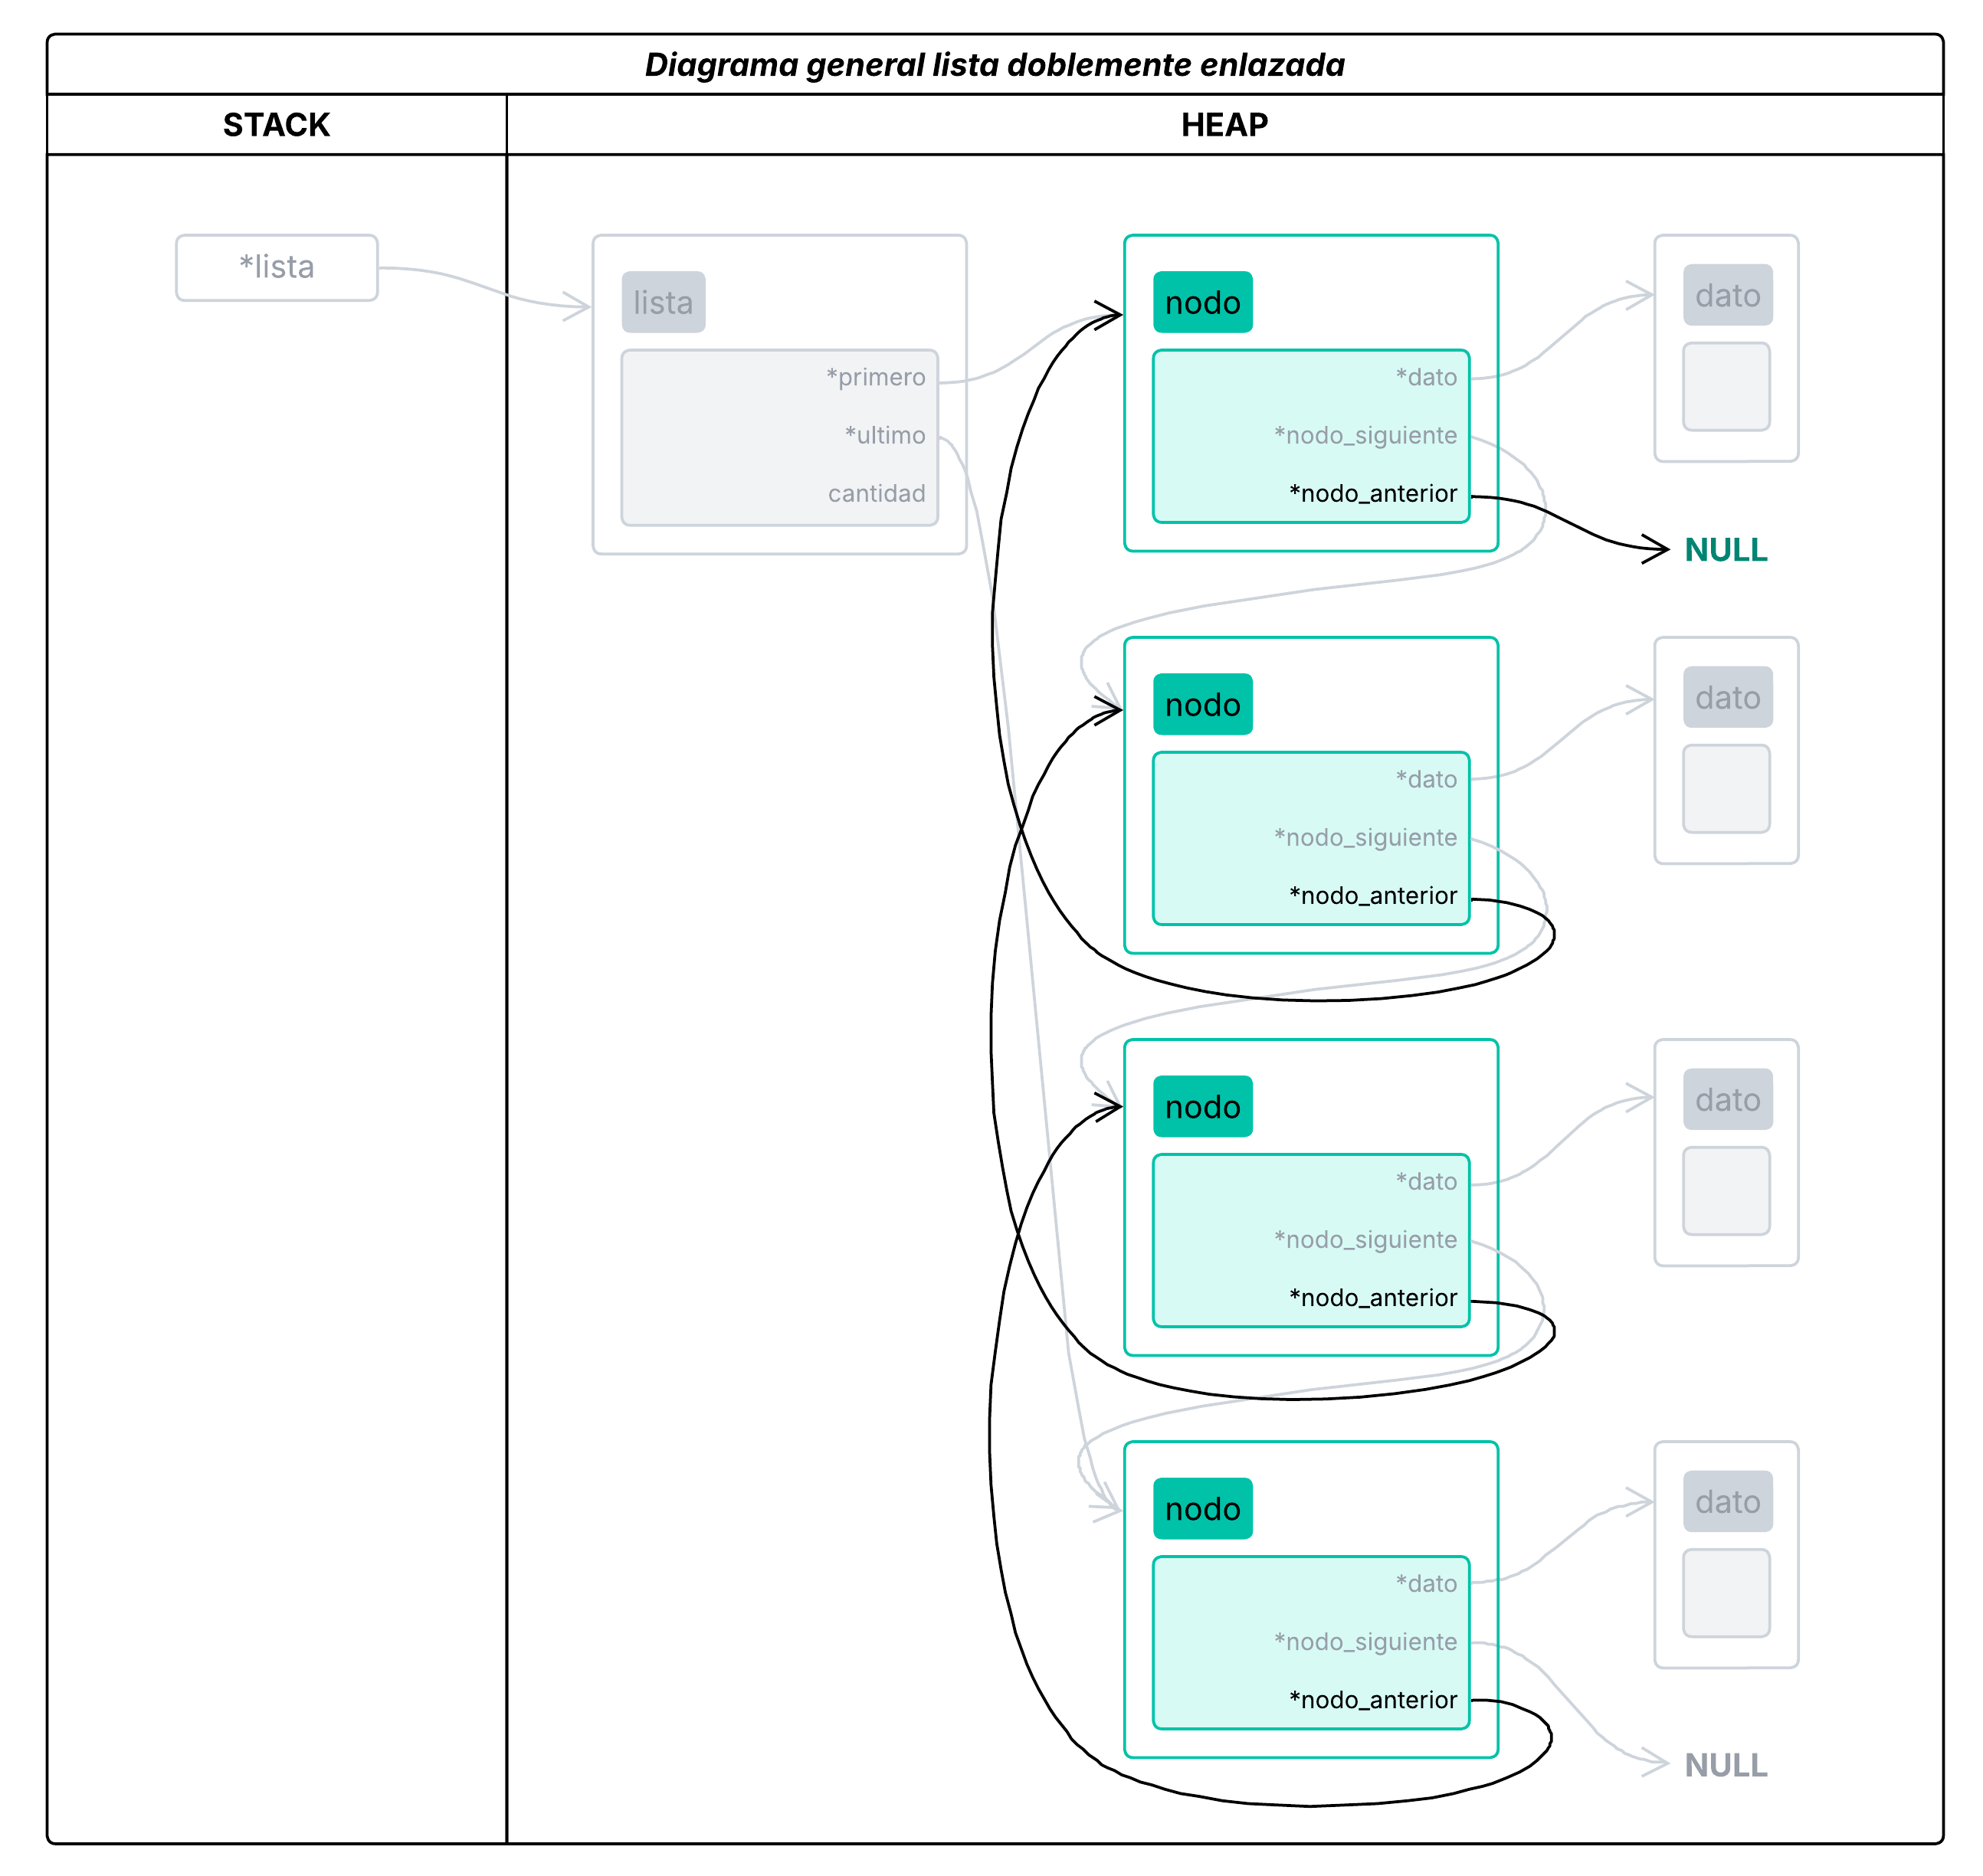 Diagrama general lista doblemente enlazada
STACK
HEAP
*lista
lista
*primero
*ultimo
cantidad
nodo
*dato
*nodo_siguiente
*nodo_anterior
dato
NULL
nodo
*dato
*nodo_siguiente
*nodo_anterior
dato
nodo
*dato
*nodo_siguiente
*nodo_anterior
dato
nodo
*dato
*nodo_siguiente
*nodo_anterior
dato
NULL